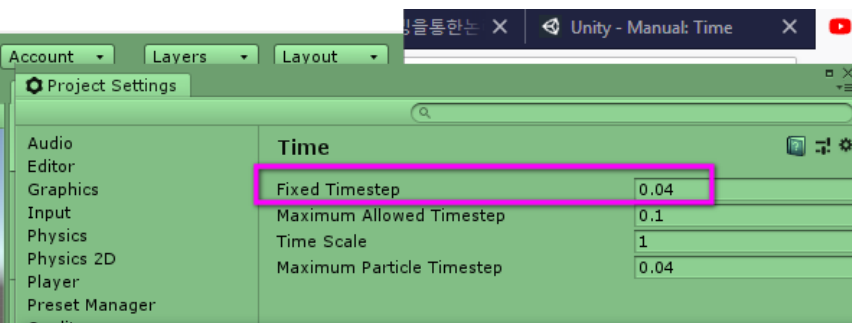 을통한는
Unity - Manual: Time
Account
Layers
Layout
Project Settings
Audio
Editor
Graphics
Input
Physics
Physics 2D
Player
Preset Manager
Time
Fixed Timestep 0.04
Maximum Allowed Timestep 0.1
Time Scale 1
Maximum Particle Timestep 0.04